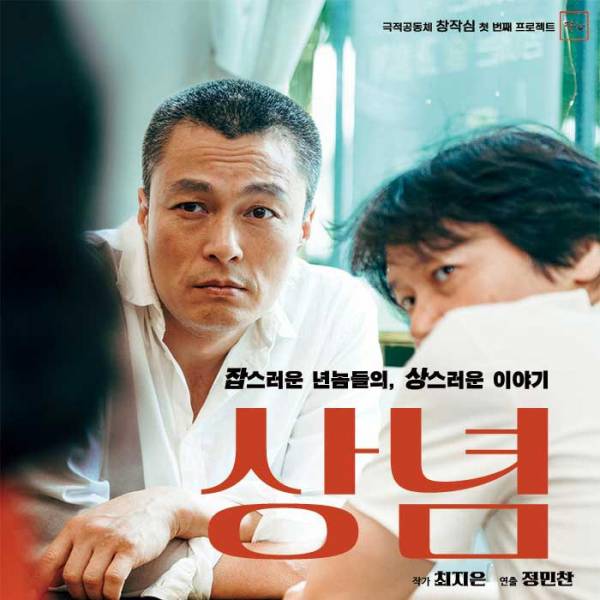 극적공동체 창작심 첫 번째 프로젝트
잡스러운 년놈들의, 상스러운 이야기
상념
작가 최지은 연출 정민찬